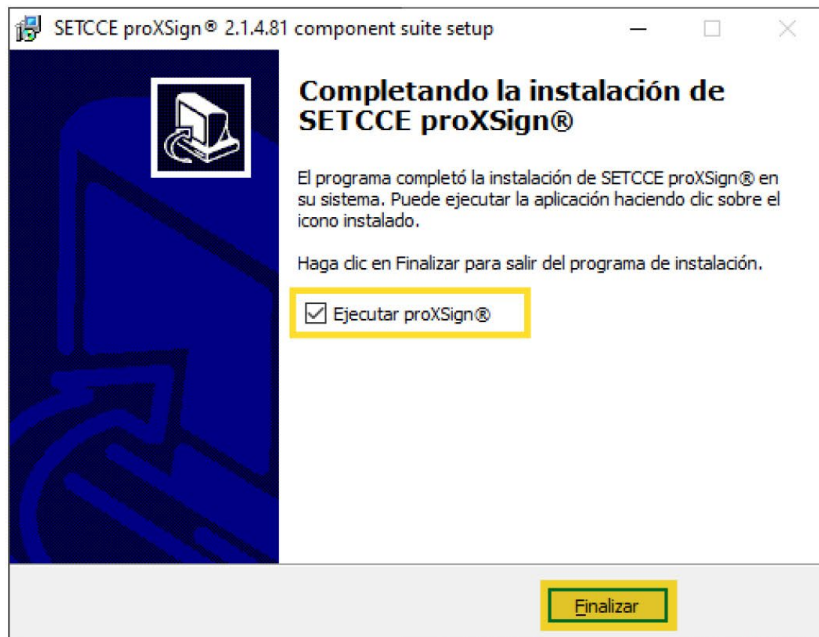 SETCCE proXSign® 2.1.4.81 component suite setup
Completando la instalación de
SETCCE proXSign®
El programa completó la instalación de SETCCE proXSign® en
su sistema. Puede ejecutar la aplicación haciendo clic sobre el
icono instalado.
Haga clic en Finalizar para salir del programa de instalación.
Ejecutar proXSign®
Finalizar